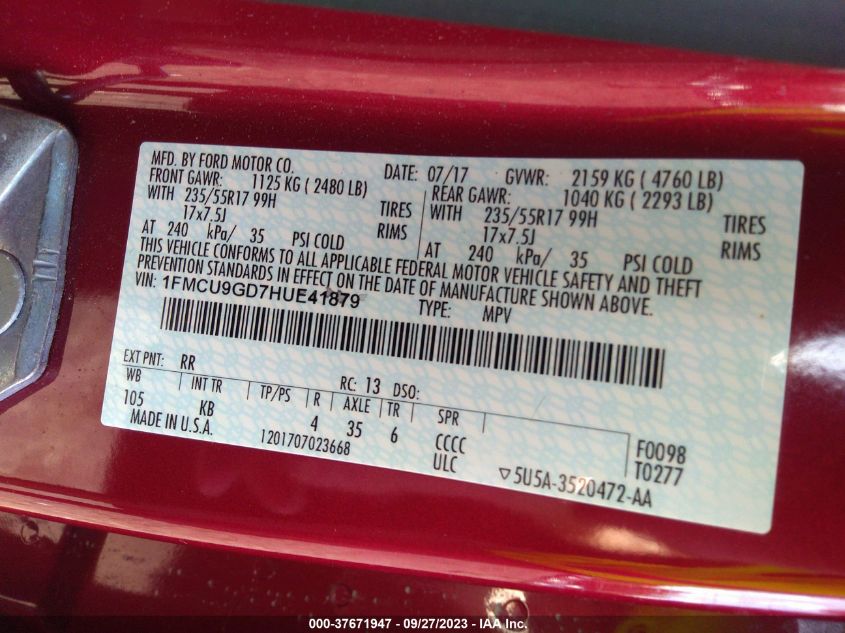 MFD. BY FORD MOTOR CO. DATE: 07/17 GVWR: 2159 KG ( 4760 LB)
FRONT GAWR: 1125 KG ( 2480 LB) REAR GAWR: 1040 KG ( 2293 LB)
WITH 235/55R17 99H TIRES WITH 235/55R17 99H TIRES
17x7.5J RIMS 17x7.5J RIMS
AT 240 kPa/ 35 PSI COLD AT 240 kPa/ 35 PSI COLD
THIS VEHICLE CONFORMS TO ALL APPLICABLE FEDERAL MOTOR VEHICLE SAFETY AND THEFT
PREVENTION STANDARDS IN EFFECT ON THE DATE OF MANUFACTURE SHOWN ABOVE.
VIN: 1FMCU9GD7HUE41879 TYPE: MPV
EXT PNT: RR RC: 13 DSO:
WB INT TR TP/PS R AXLE TR SPR
105 KB 4 35 6 CCCC F0098
MADE IN U.S.A. 1201707023668 ULC T0277
▽5U5A-3520472-AA
000-37671947 - 09/27/2023 - IAAI.com